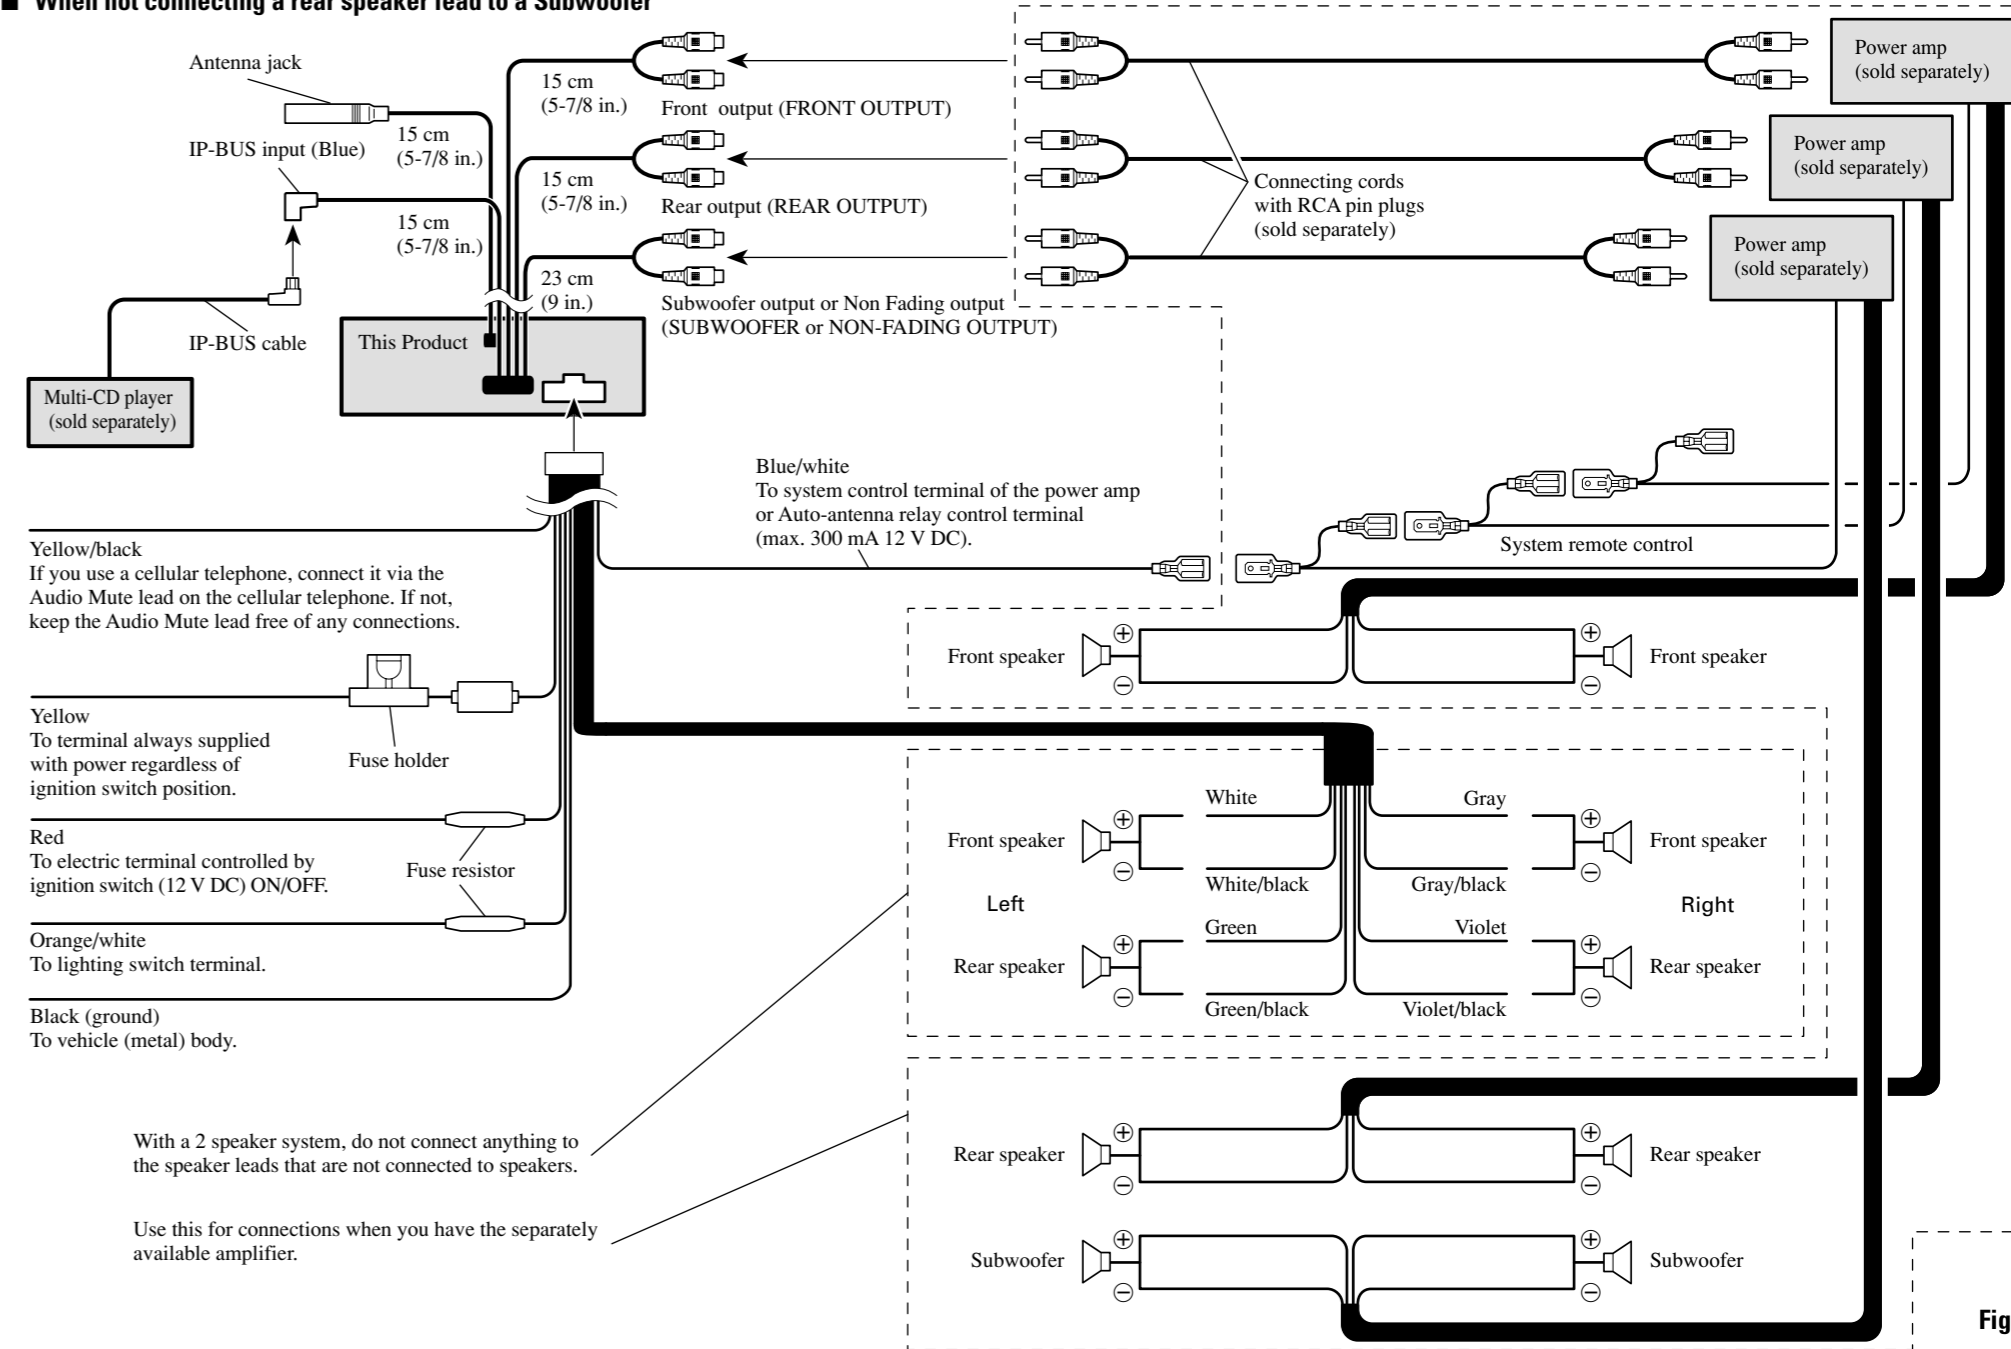 ■ When not connecting a rear speaker lead to a Subwoofer
Antenna jack
15 cm
(5-7/8 in.)
IP-BUS input (Blue)
15 cm
(5-7/8 in.)
IP-BUS cable
Multi-CD player
(sold separately)
This Product
15 cm
(5-7/8 in.)
Front output (FRONT OUTPUT)
15 cm
(5-7/8 in.)
Rear output (REAR OUTPUT)
23 cm
(9 in.)
Subwoofer output or Non Fading output
(SUBWOOFER or NON-FADING OUTPUT)
Connecting cords
with RCA pin plugs
(sold separately)
Power amp
(sold separately)
Power amp
(sold separately)
Power amp
(sold separately)
Blue/white
To system control terminal of the power amp
or Auto-antenna relay control terminal
(max. 300 mA 12 V DC).
System remote control
Yellow/black
If you use a cellular telephone, connect it via the
Audio Mute lead on the cellular telephone. If not,
keep the Audio Mute lead free of any connections.
Yellow
To terminal always supplied
with power regardless of
ignition switch position.
Fuse holder
Red
To electric terminal controlled by
ignition switch (12 V DC) ON/OFF.
Fuse resistor
Orange/white
To lighting switch terminal.
Black (ground)
To vehicle (metal) body.
With a 2 speaker system, do not connect anything to
the speaker leads that are not connected to speakers.
Use this for connections when you have the separately
available amplifier.
Front speaker
+
−
+
−
Front speaker
Front speaker
+
−
White
White/black
Gray
Gray/black
+
−
Front speaker
Left
Right
Rear speaker
+
−
Green
Green/black
Violet
Violet/black
+
−
Rear speaker
Rear speaker
+
−
+
−
Rear speaker
Subwoofer
+
−
+
−
Subwoofer
Fig